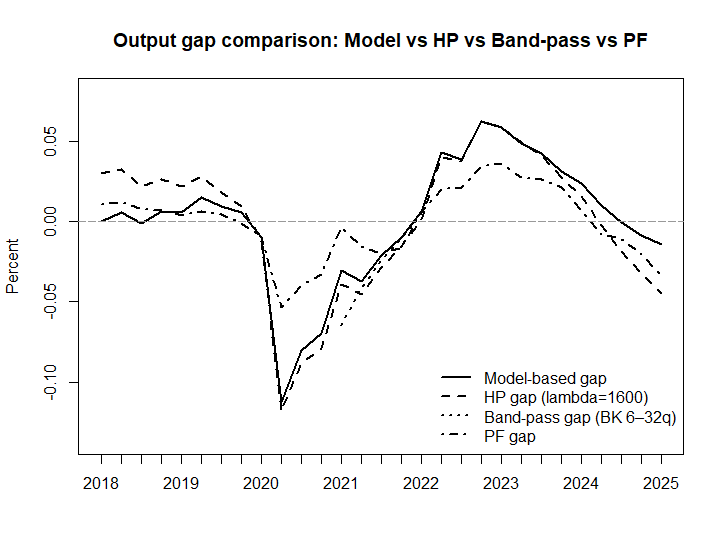 Output gap comparison: Model vs HP vs Band-pass vs PF
Percent
0.05
0.00
-0.05
-0.10
Model-based gap
HP gap (lambda=1600)
Band-pass gap (BK 6–32q)
PF gap
2018 2019 2020 2021 2022 2023 2024 2025